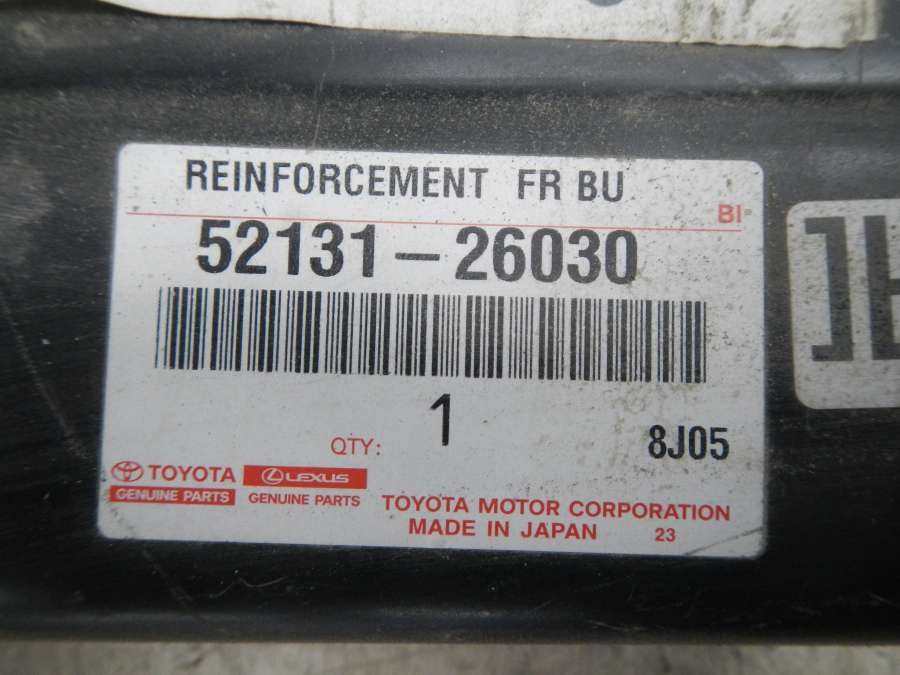 REINFORCEMENT FR BU
BI
52131-26030
1
QTY:
8J05
TOYOTA
LEXUS
GENUINE PARTS
GENUINE PARTS
TOYOTA MOTOR CORPORATION
MADE IN JAPAN 23